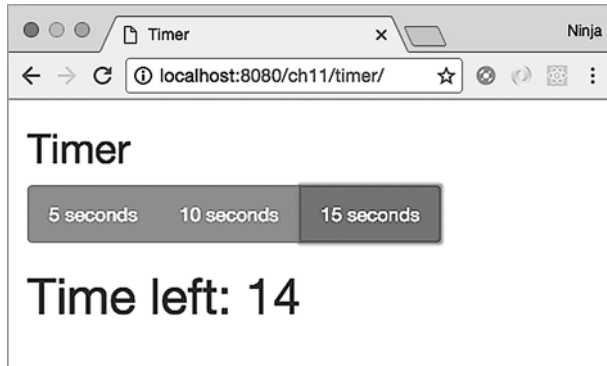 Timer
Ninja
localhost:8080/ch11/timer/
Timer
5 seconds
10 seconds
15 seconds
Time left: 14